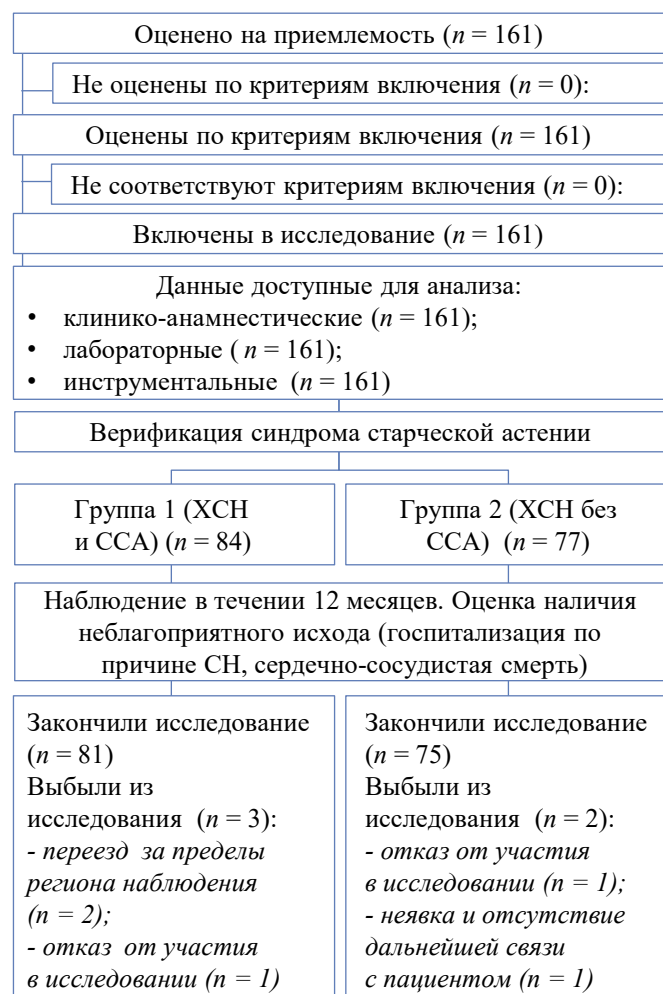 Оценено на приемлемость (n = 161)
Не оценены по критериям включения (n = 0):
Оценены по критериям включения (n = 161)
Не соответствуют критериям включения (n = 0):
Включены в исследование (n = 161)
Данные доступные для анализа:
• клинико-анамнестические (n = 161);
• лабораторные ( n = 161);
• инструментальные (n = 161)
Верификация синдрома старческой астении
Группа 1 (ХСН
и ССА) (n = 84)
Группа 2 (ХСН без
ССА) (n = 77)
Наблюдение в течении 12 месяцев. Оценка наличия
неблагоприятного исхода (госпитализация по
причине СН, сердечно-сосудистая смерть)
Закончили исследование
(n = 81)
Выбыли из
исследования (n = 3):
- переезд за пределы
региона наблюдения
(n = 2);
- отказ от участия
в исследовании (n = 1)
Закончили исследование
(n = 75)
Выбыли из
исследования (n = 2):
- отказ от участия
в исследовании (n = 1);
- неявка и отсутствие
дальнейшей связи
с пациентом (n = 1)